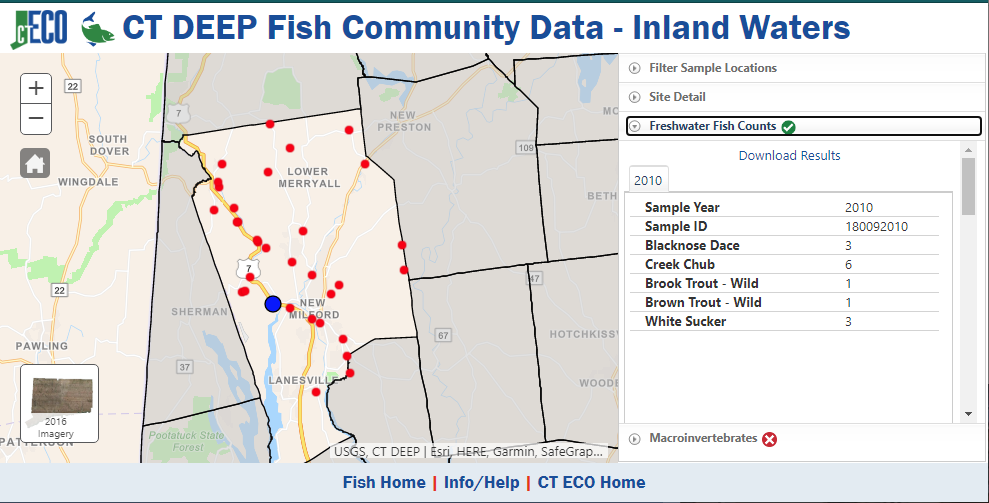 CT ECO CT DEEP Fish Community Data - Inland Waters
+
−
22
7
NEW
PRESTON
SOUTH
DOVER
109
WINGDALE
LOWER
MERRYALL
BETH
7
47
22
SHERMAN
NEW
MILFORD
67
HOTCHKISS
PAWLING
37
LANESVILLE
WOODB
2016
Imagery
PATTERSON
Pootatuck State
Forest
USGS, CT DEEP | Esri, HERE, Garmin, SafeGrap...
Filter Sample Locations
Site Detail
Freshwater Fish Counts
Download Results
2010
Sample Year 2010
Sample ID 180092010
Blacknose Dace 3
Creek Chub 6
Brook Trout - Wild 1
Brown Trout - Wild 1
White Sucker 3
Macroinvertebrates
Fish Home | Info/Help | CT ECO Home